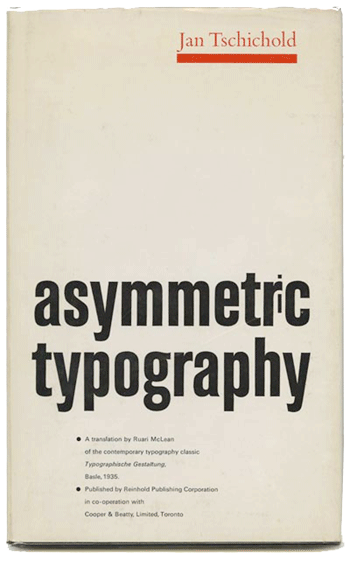 Jan Tschichold
asymmetric
typography
● A translation by Ruari McLean
of the contemporary typography classic
Typographische Gestaltung,
Basle, 1935.
● Published by Reinhold Publishing Corporation
in co-operation with
Cooper & Beatty, Limited, Toronto